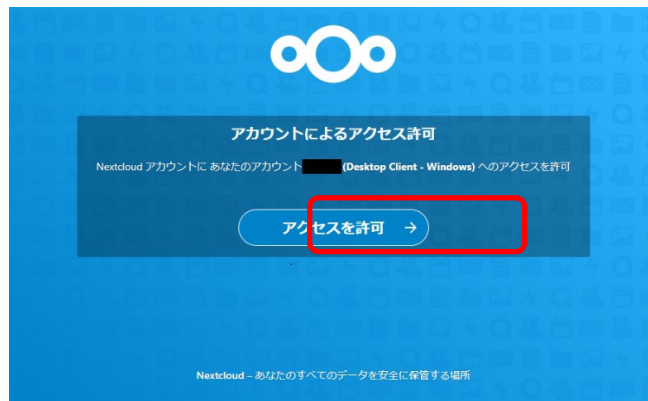 アカウントによるアクセス許可
Nextcloud アカウントに あなたのアカウント (Desktop Client - Windows) へのアクセスを許可
アクセスを許可 →
Nextcloud – あなたのすべてのデータを安全に保管する場所